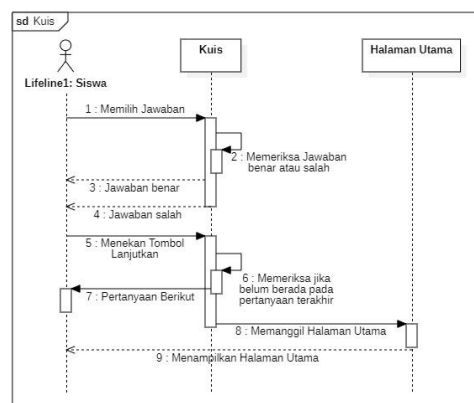 sd Kuis
Kuis
Halaman Utama
Lifeline1: Siswa
1 : Memilih Jawaban
2 : Memeriksa Jawaban
benar atau salah
3 : Jawaban benar
4 : Jawaban salah
5 : Menekan Tombol
Lanjutkan
6 : Memeriksa jika
belum berada pada
pertanyaan terakhir
7 : Pertanyaan Berikut
8 : Memanggil Halaman Utama
9 : Menampilkan Halaman Utama